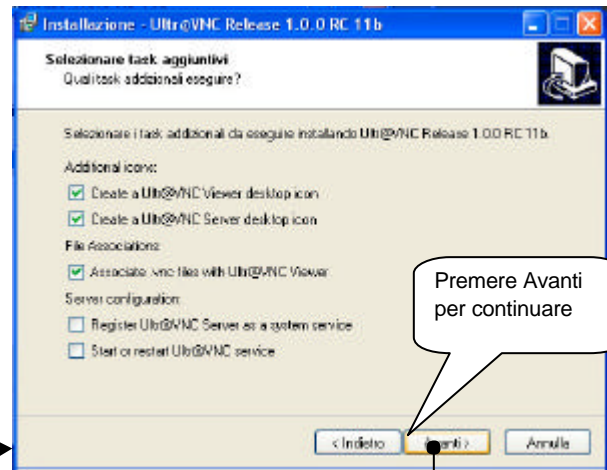 Installazione - Ultr@VNC Release 1.0.0 RC 11b
Selezionare task aggiuntivi
Quali task addizionali eseguire?
Selezionare i task addizionali da eseguire installando Ultr@VNC Release 1.0.0 RC 11b.
Additional icons:
Create a Ultr@VNC Viewer desktop icon
Create a Ultr@VNC Server desktop icon
File Associations:
Associate .vnc files with Ultr@VNC Viewer
Server configuration:
Register Ultr@VNC Server as a system service
Start or restart Ultr@VNC service
Premere Avanti
per continuare
< Indietro
Avanti >
Annulla